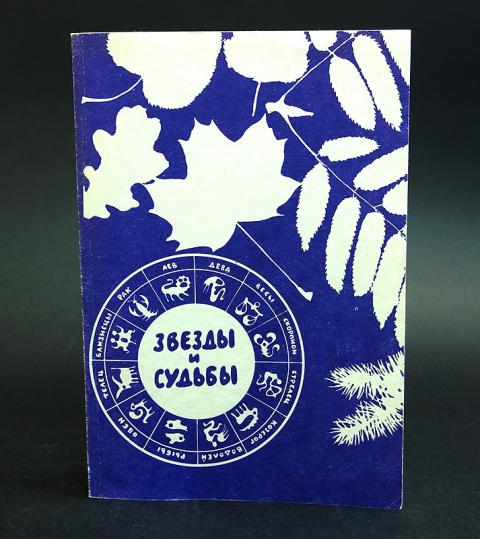 ЗВЕЗДЫ
И
СУДЬБЫ
ЛЕВ
ДЕВА
ВЕСЫ
СКОРПИОН
СТРЕЛЕЦ
КОЗЕРОГ
ВОДОЛЕЙ
РЫБЫ
ОВЕН
ТЕЛЕЦ
БЛИЗНЕЦЫ
РАК